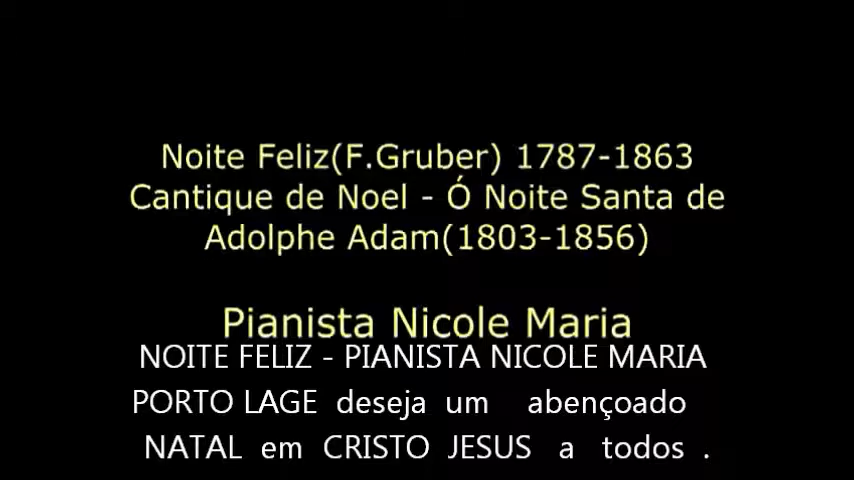 Noite Feliz(F.Gruber) 1787-1863
Cantique de Noel - Ó Noite Santa de
Adolphe Adam(1803-1856)
Pianista Nicole Maria
NOITE FELIZ - PIANISTA NICOLE MARIA
PORTO LAGE deseja um abençoado
NATAL em CRISTO JESUS a todos .